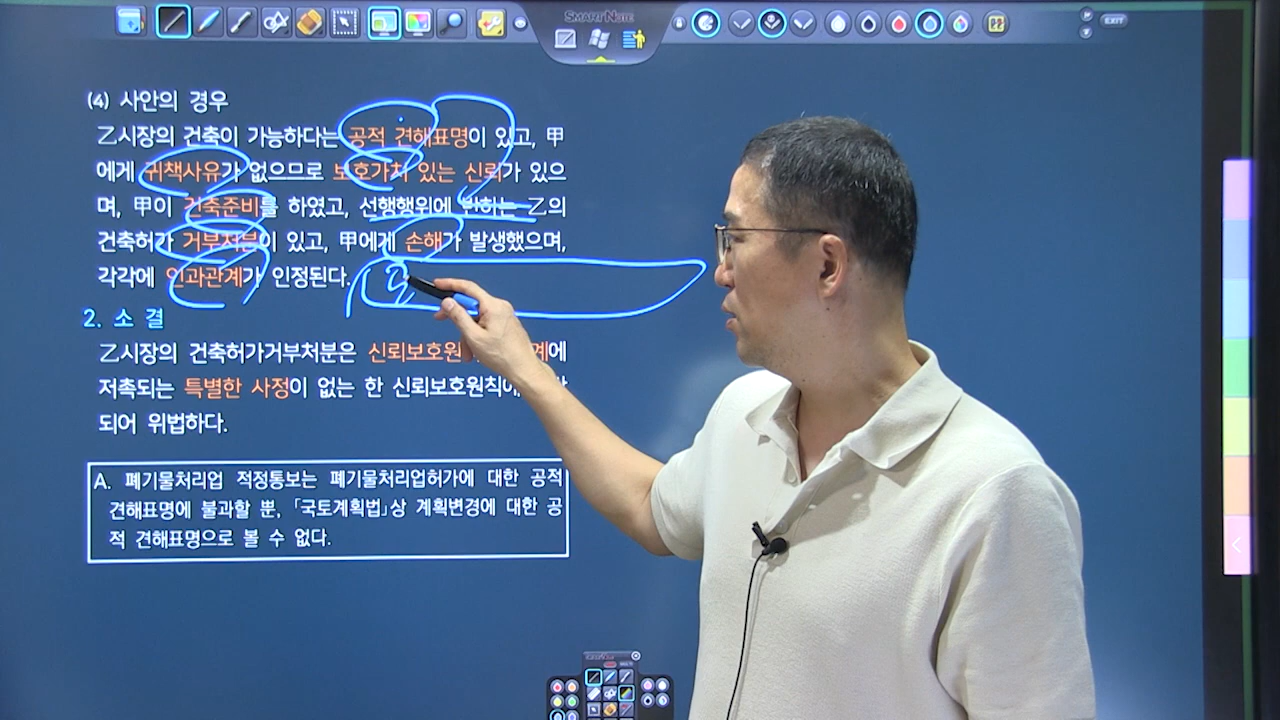 SMARTNOTE
EXIT
(4) 사안의 경우
乙시장의 건축이 가능하다는 공적 견해표명이 있고, 甲
에게 귀책사유가 없으므로 보호가치 있는 신뢰가 있으
며, 甲이 건축준비를 하였고, 선행행위에 반하는 乙의
건축허가 거부처분이 있고, 甲에게 손해가 발생했으며,
각각에 인과관계가 인정된다.
2. 소 결
乙시장의 건축허가거부처분은 신뢰보호원 계에
저촉되는 특별한 사정이 없는 한 신뢰보호원칙에
되어 위법하다.
A. 폐기물처리업 적정통보는 폐기물처리업허가에 대한 공적
견해표명에 불과할 뿐, 「국토계획법」상 계획변경에 대한 공
적 견해표명으로 볼 수 없다.